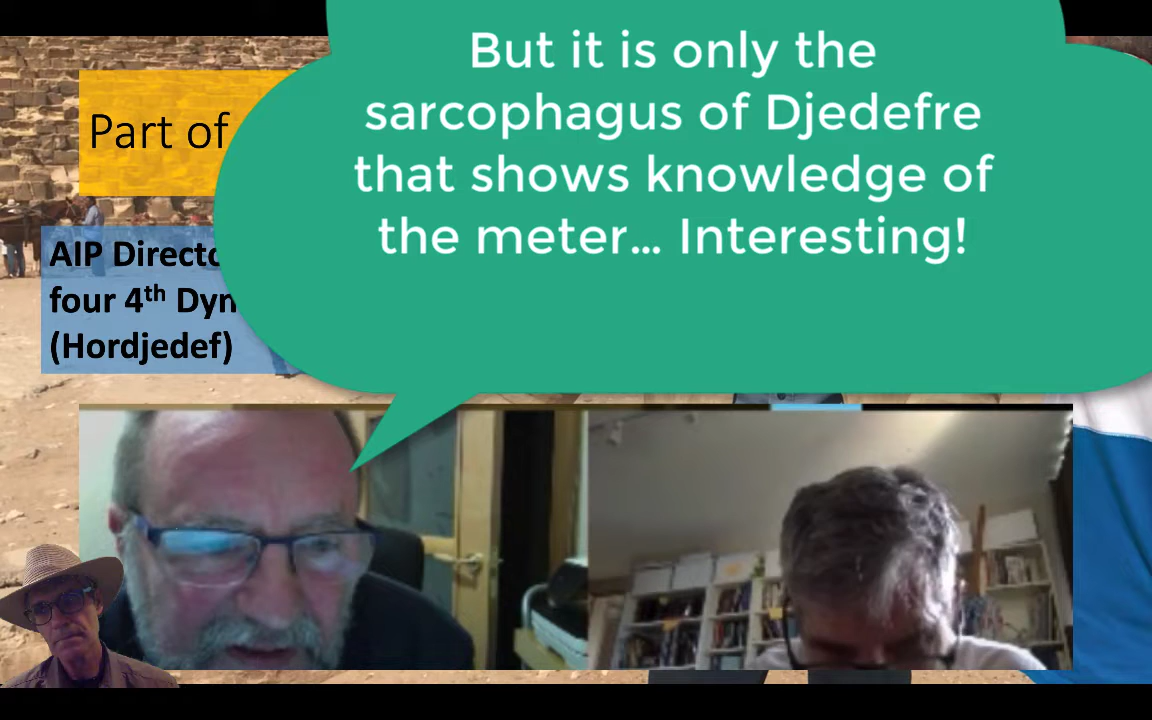 But it is only the
sarcophagus of Djedefre
that shows knowledge of
the meter... Interesting!
Part of
AIP Directo
four 4th Dyn
(Hordjedef)